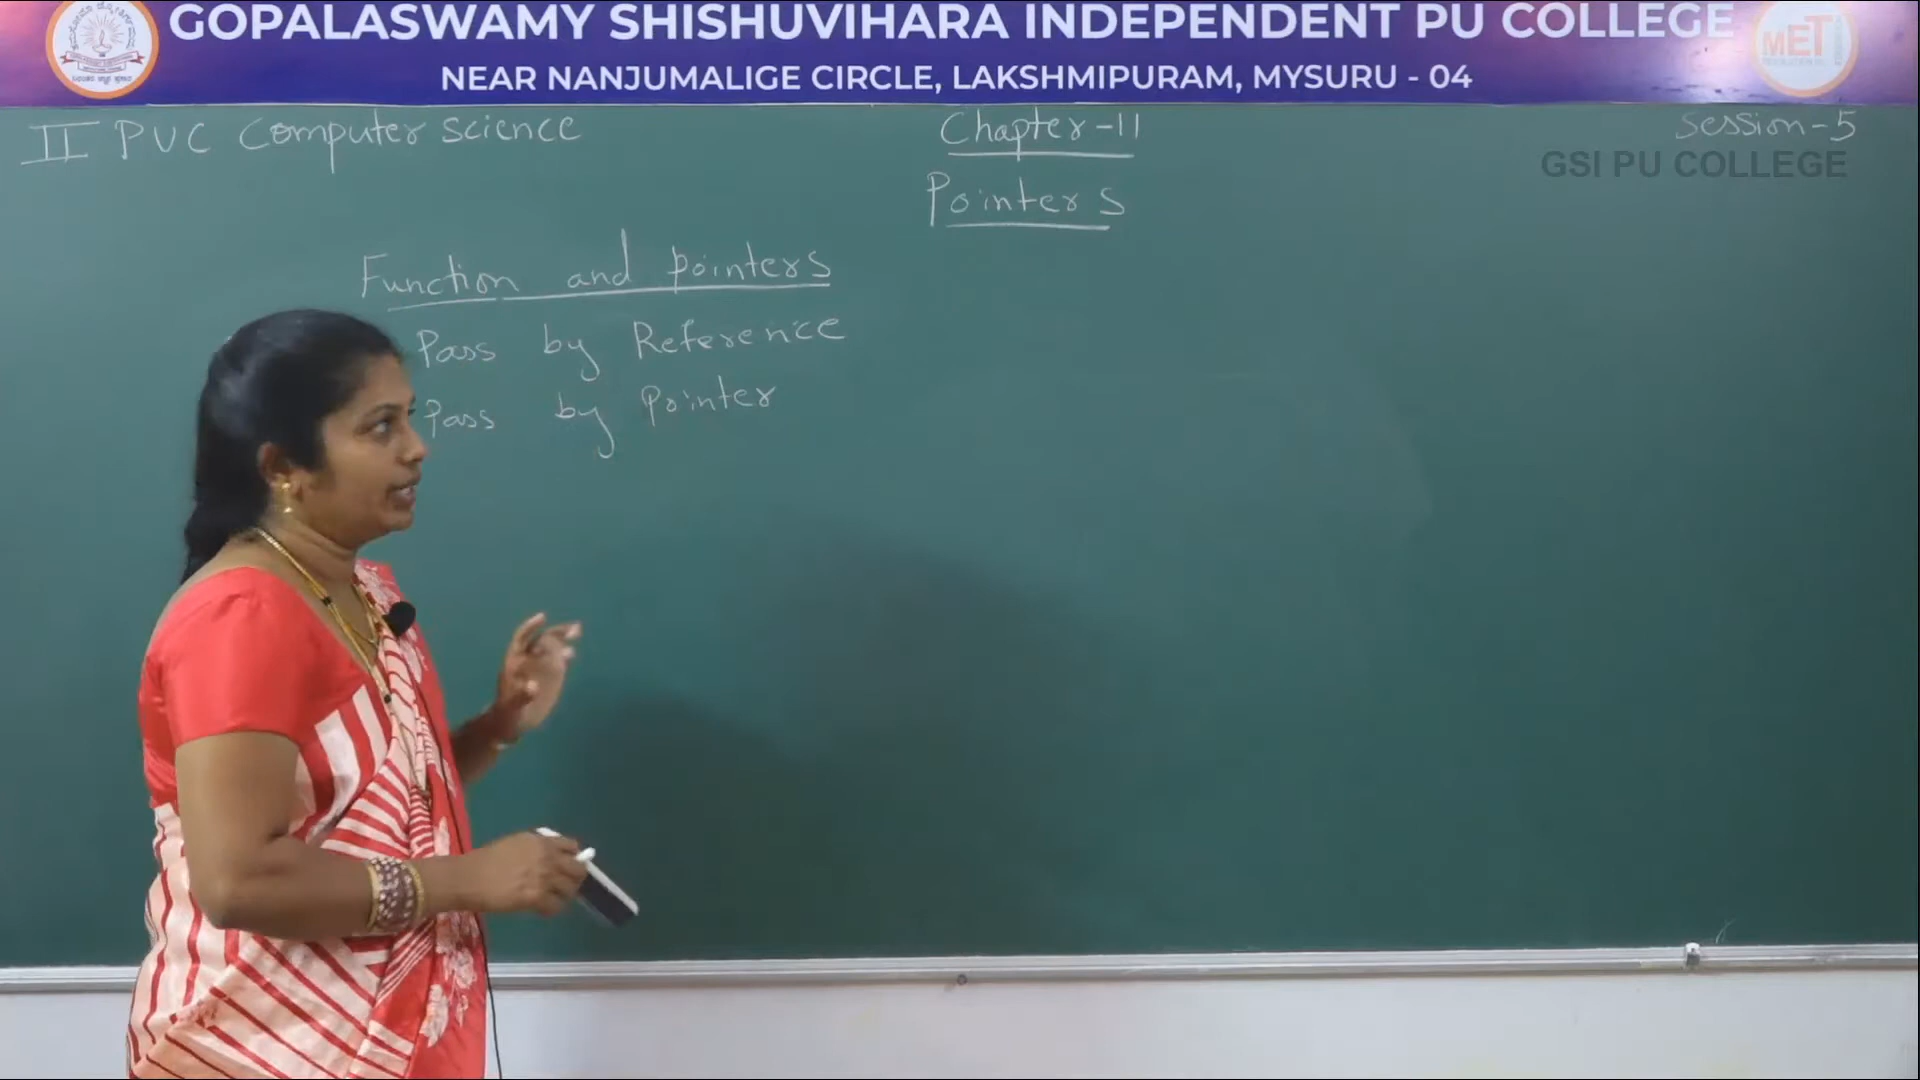 GOPALASWAMY SHISHUVIHARA INDEPENDENT PU COLLEGE
NEAR NANJUMALIGE CIRCLE, LAKSHMIPURAM, MYSURU - 04
MET
II PUC Computer Science
Chapter-11
Session-5
GSI PU COLLEGE
Pointers
Function and pointers
Pass by Reference
Pass by Pointer